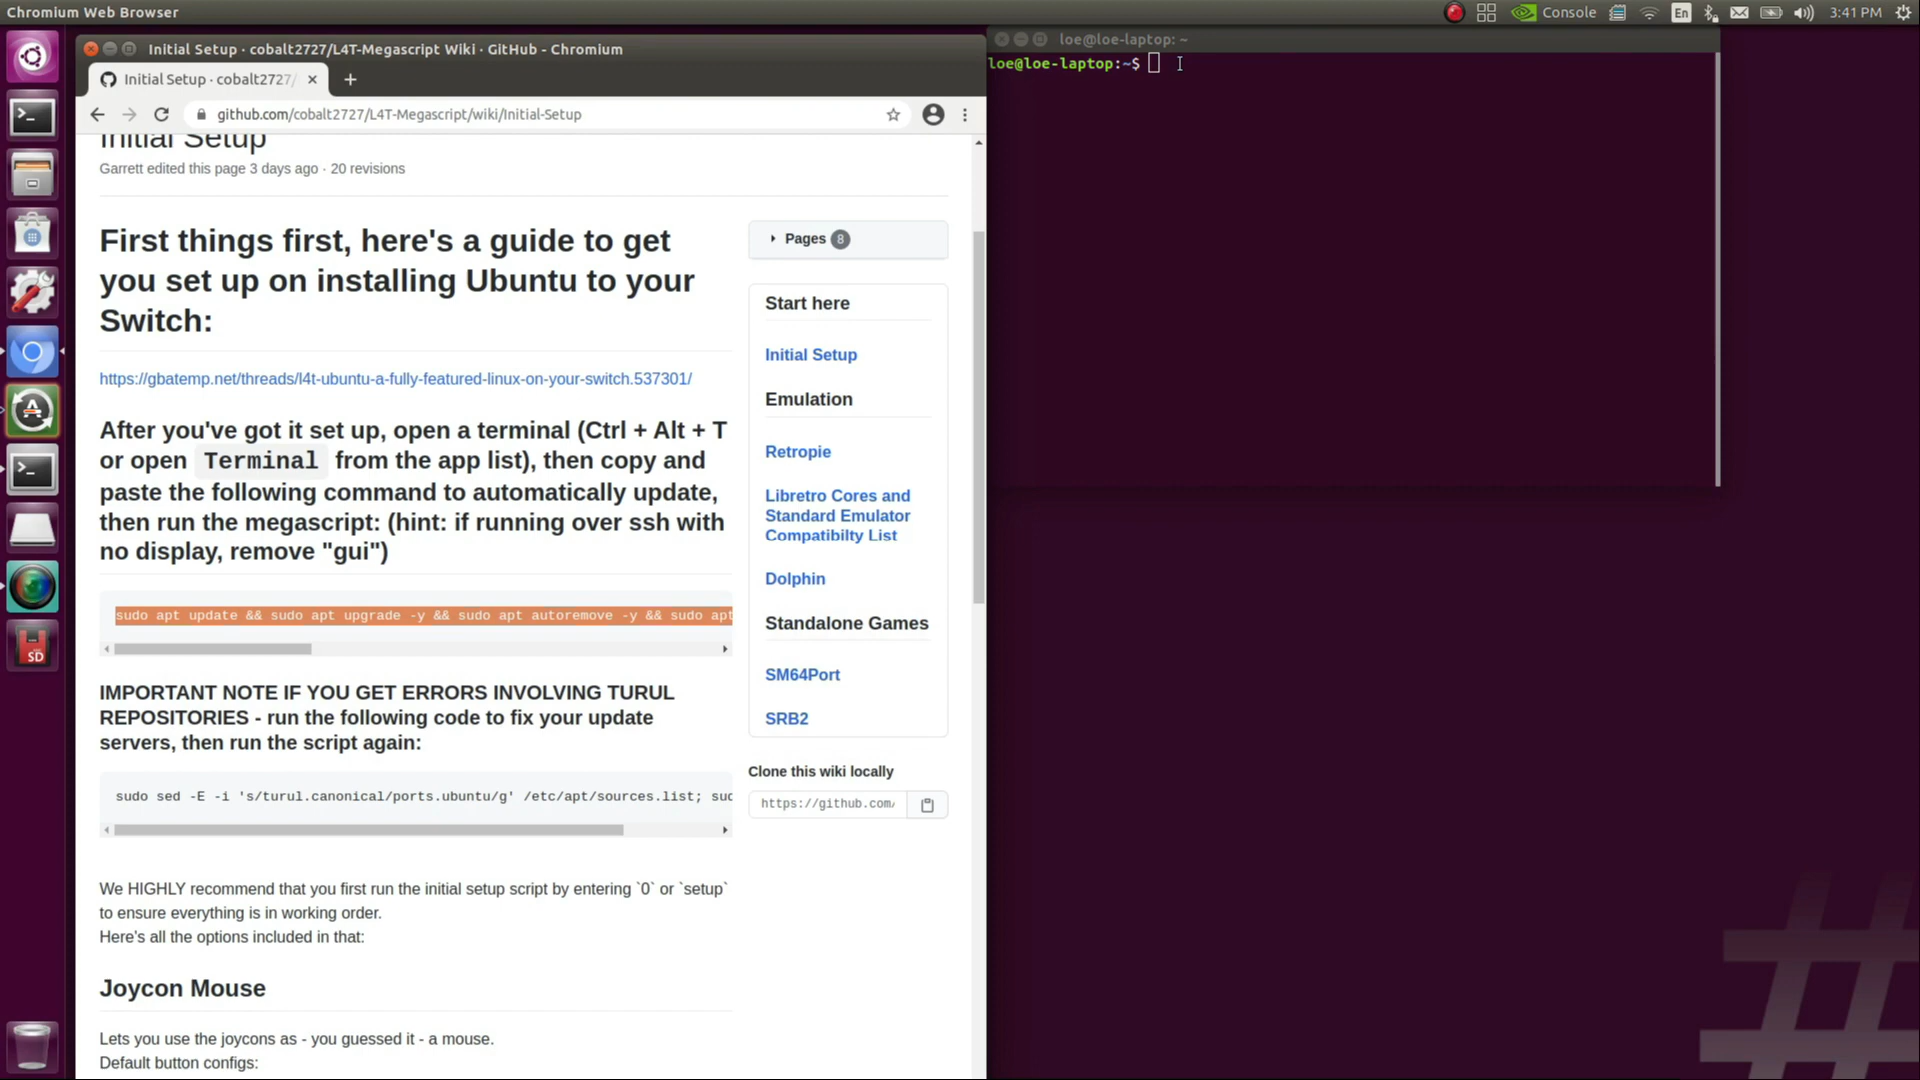 Chromium Web Browser
Console
En
3:41 PM
Initial Setup · cobalt2727/L4T-Megascript Wiki · GitHub - Chromium
Initial Setup · cobalt2727/
github.com/cobalt2727/L4T-Megascript/wiki/Initial-Setup
Initial Setup
Garrett edited this page 3 days ago · 20 revisions
First things first, here's a guide to get
you set up on installing Ubuntu to your
Switch:
https://gbatemp.net/threads/l4t-ubuntu-a-fully-featured-linux-on-your-switch.537301/
After you've got it set up, open a terminal (Ctrl + Alt + T
or open Terminal from the app list), then copy and
paste the following command to automatically update,
then run the megascript: (hint: if running over ssh with
no display, remove "gui")
sudo apt update && sudo apt upgrade -y && sudo apt autoremove -y && sudo apt
IMPORTANT NOTE IF YOU GET ERRORS INVOLVING TURUL
REPOSITORIES - run the following code to fix your update
servers, then run the script again:
sudo sed -E -i 's/turul.canonical/ports.ubuntu/g' /etc/apt/sources.list; sud
We HIGHLY recommend that you first run the initial setup script by entering `0` or `setup`
to ensure everything is in working order.
Here's all the options included in that:
Joycon Mouse
Lets you use the joycons as - you guessed it - a mouse.
Default button configs:
Pages 8
Start here
Initial Setup
Emulation
Retropie
Libretro Cores and
Standard Emulator
Compatibilty List
Dolphin
Standalone Games
SM64Port
SRB2
Clone this wiki locally
https://github.com/
loe@loe-laptop: ~
loe@loe-laptop:~$
SD